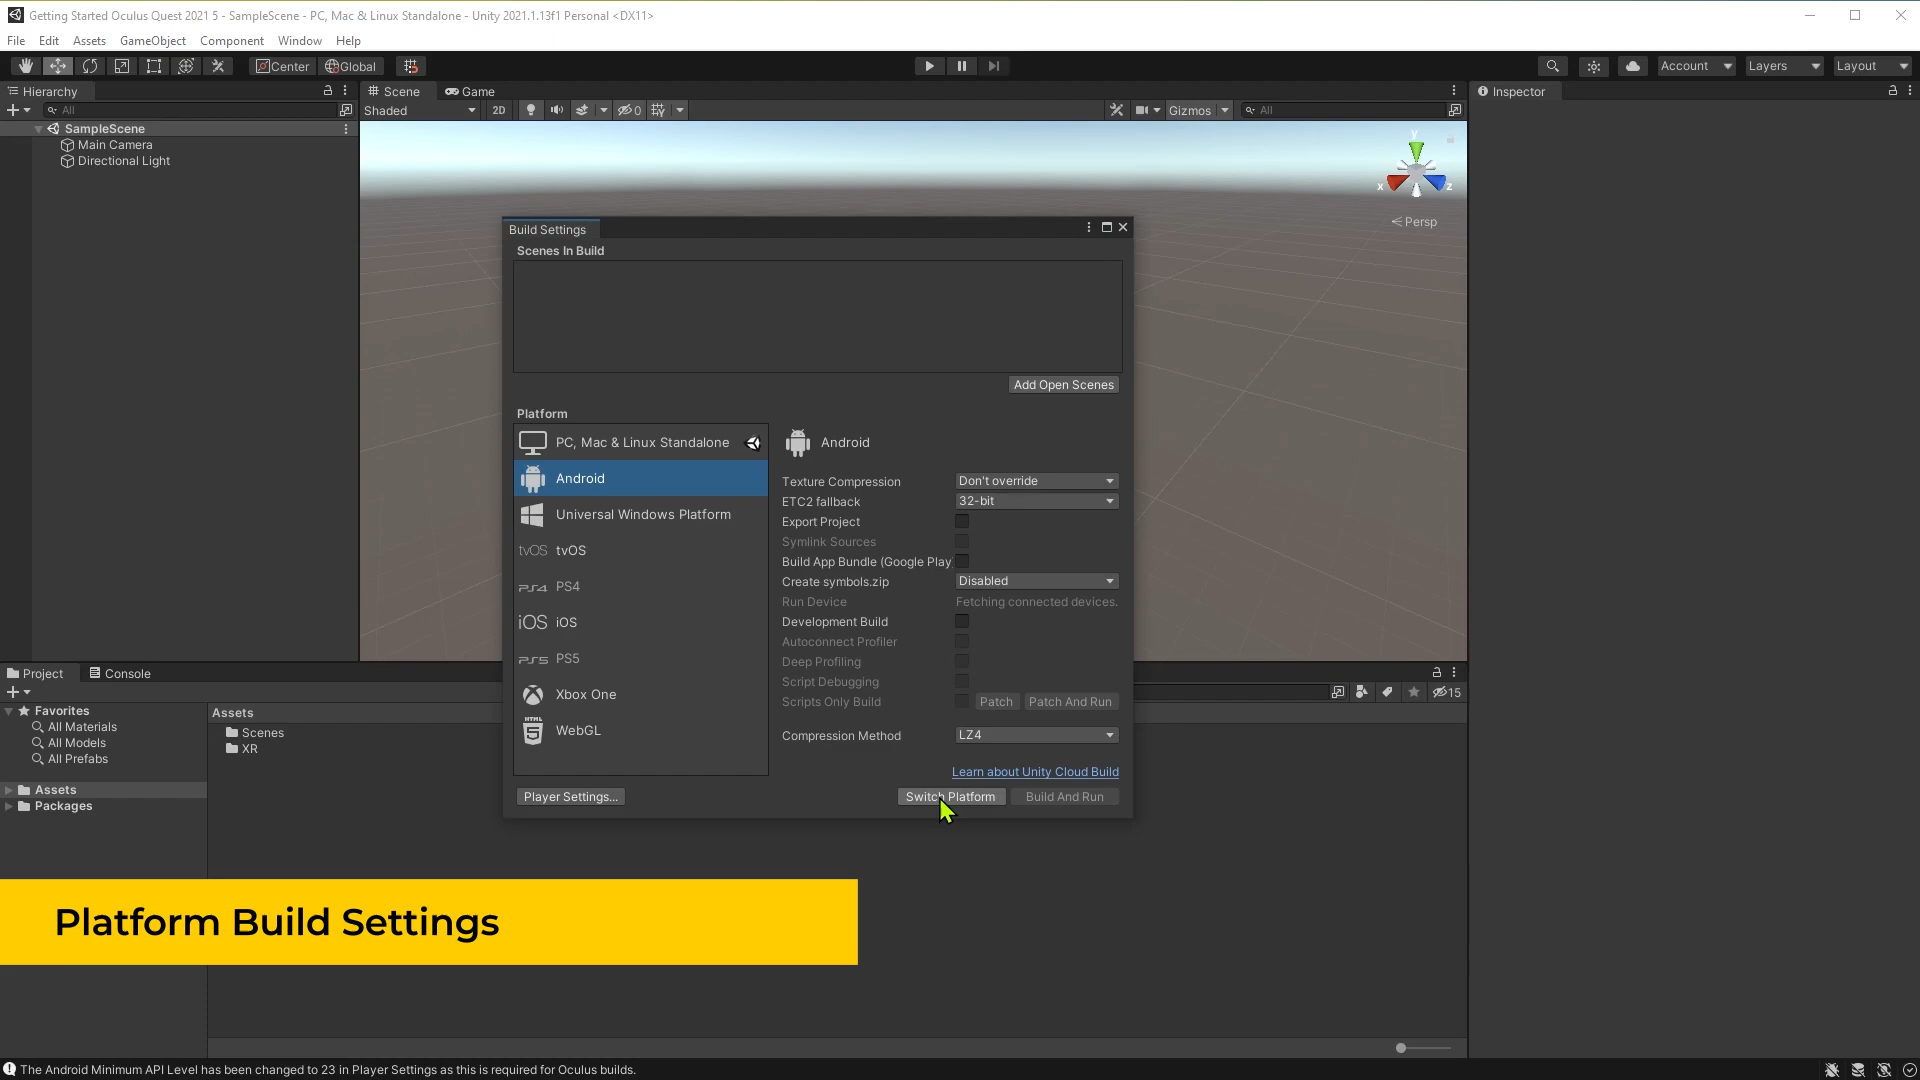 Getting Started Oculus Quest 2021 5 - SampleScene - PC, Mac & Linux Standalone - Unity 2021.1.13f1 Personal <DX11>
File Edit Assets GameObject Component Window Help
Center Global Account Layers Layout
Hierarchy
All
SampleScene
Main Camera
Directional Light
Scene Game
Shaded 2D 0 Gizmos All
y
x z
Persp
Inspector
Build Settings
Scenes In Build
Add Open Scenes
Platform
PC, Mac & Linux Standalone
Android
Universal Windows Platform
tvOS tvOS
PS4 PS4
iOS iOS
PS5 PS5
Xbox One
HTML
5 WebGL
Android
Texture Compression Don't override
ETC2 fallback 32-bit
Export Project
Symlink Sources
Build App Bundle (Google Play
Create symbols.zip Disabled
Run Device Fetching connected devices.
Development Build
Autoconnect Profiler
Deep Profiling
Script Debugging
Scripts Only Build Patch Patch And Run
Compression Method LZ4
Learn about Unity Cloud Build
Player Settings... Switch Platform Build And Run
Project Console
15
Favorites
All Materials
All Models
All Prefabs
Assets
Packages
Assets
Scenes
XR
Platform Build Settings
The Android Minimum API Level has been changed to 23 in Player Settings as this is required for Oculus builds.